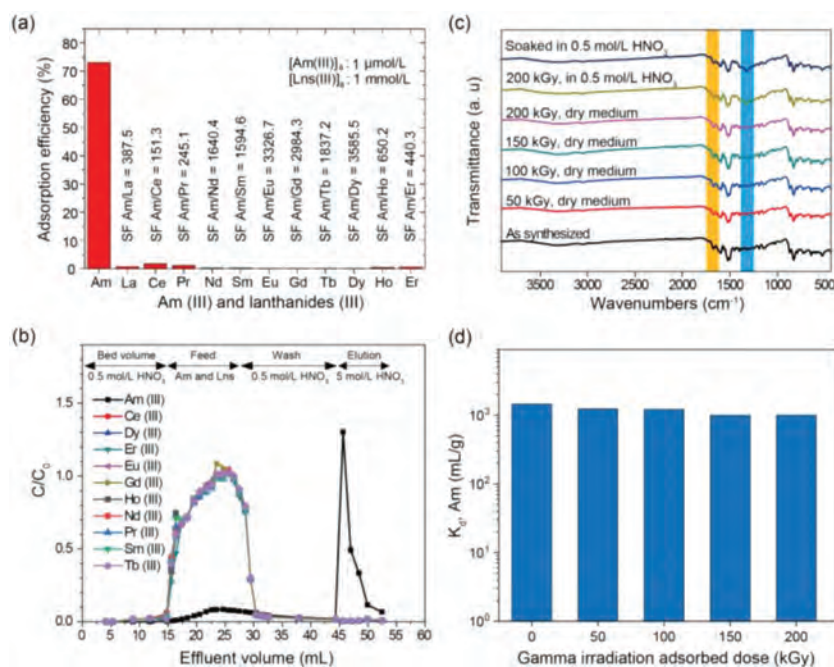 (a)
Adsorption efficiency (%)
80
70
60
50
40
30
20
10
0
[Am(III)]₀ : 1 μmol/L
[Lns(III)]₀ : 1 mmol/L
SF Am/La = 387.5
SF Am/Ce = 151.3
SF Am/Pr = 245.1
SF Am/Nd = 1640.4
SF Am/Sm = 1594.6
SF Am/Eu = 3326.7
SF Am/Gd = 2984.3
SF Am/Tb = 1837.2
SF Am/Dy = 3585.5
SF Am/Ho = 650.2
SF Am/Er = 440.3
Am La Ce Pr Nd Sm Eu Gd Tb Dy Ho Er
Am (III) and lanthanides (III)
(b)
Bed volume Feed Wash Elution
0.5 mol/L HNO₃ Am and Lns 0.5 mol/L HNO₃ 5 mol/L HNO₃
C/C₀
1.5
1.0
0.5
0.0
Am (III)
Ce (III)
Dy (III)
Er (III)
Eu (III)
Gd (III)
Ho (III)
Nd (III)
Pr (III)
Sm (III)
Tb (III)
0 5 10 15 20 25 30 35 40 45 50 55 60
Effluent volume (mL)
(c)
Transmittance (a. u)
Soaked in 0.5 mol/L HNO₃
200 kGy, in 0.5 mol/L HNO₃
200 kGy, dry medium
150 kGy, dry medium
100 kGy, dry medium
50 kGy, dry medium
As synthesized
3500 3000 2500 2000 1500 1000 500
Wavenumbers (cm⁻¹)
(d)
K_d, Am (mL/g)
10³
10²
10¹
10⁰
0 50 100 150 200
Gamma irradiation adsorbed dose (kGy)